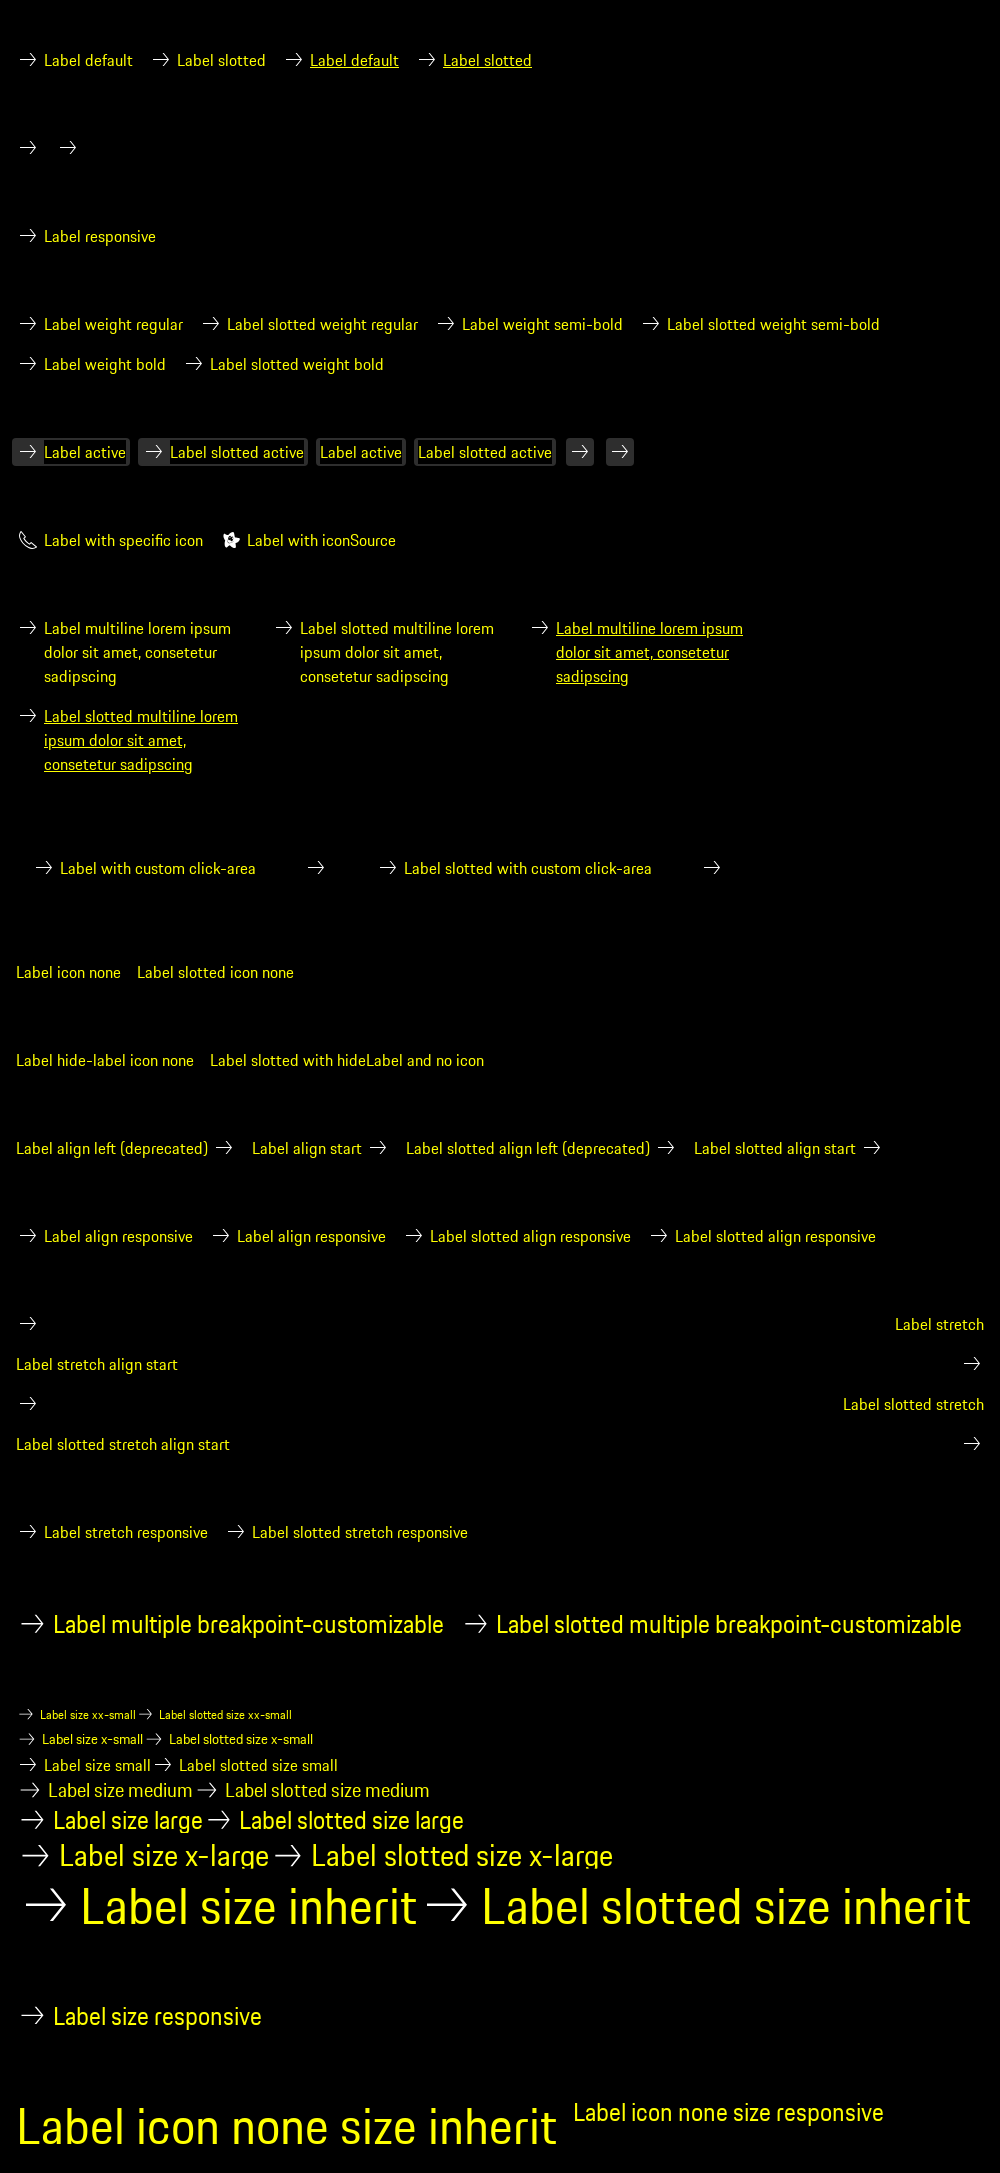 Label default Label slotted Label default Label slotted
Label responsive
Label weight regular Label slotted weight regular Label weight semi-bold Label slotted weight semi-bold
Label weight bold Label slotted weight bold
Label active Label slotted active Label active Label slotted active
Label with specific icon Label with iconSource
Label multiline lorem ipsum dolor sit amet, consetetur sadipscing
Label slotted multiline lorem ipsum dolor sit amet, consetetur sadipscing
Label multiline lorem ipsum dolor sit amet, consetetur sadipscing
Label slotted multiline lorem ipsum dolor sit amet, consetetur sadipscing
Label with custom click-area Label slotted with custom click-area
Label icon none Label slotted icon none
Label hide-label icon none Label slotted with hideLabel and no icon
Label align left (deprecated) Label align start Label slotted align left (deprecated) Label slotted align start
Label align responsive Label align responsive Label slotted align responsive Label slotted align responsive
Label stretch
Label stretch align start
Label slotted stretch
Label slotted stretch align start
Label stretch responsive Label slotted stretch responsive
Label multiple breakpoint-customizable Label slotted multiple breakpoint-customizable
Label size xx-small Label slotted size xx-small
Label size x-small Label slotted size x-small
Label size small Label slotted size small
Label size medium Label slotted size medium
Label size large Label slotted size large
Label size x-large Label slotted size x-large
Label size inherit Label slotted size inherit
Label size responsive
Label icon none size inherit Label icon none size responsive